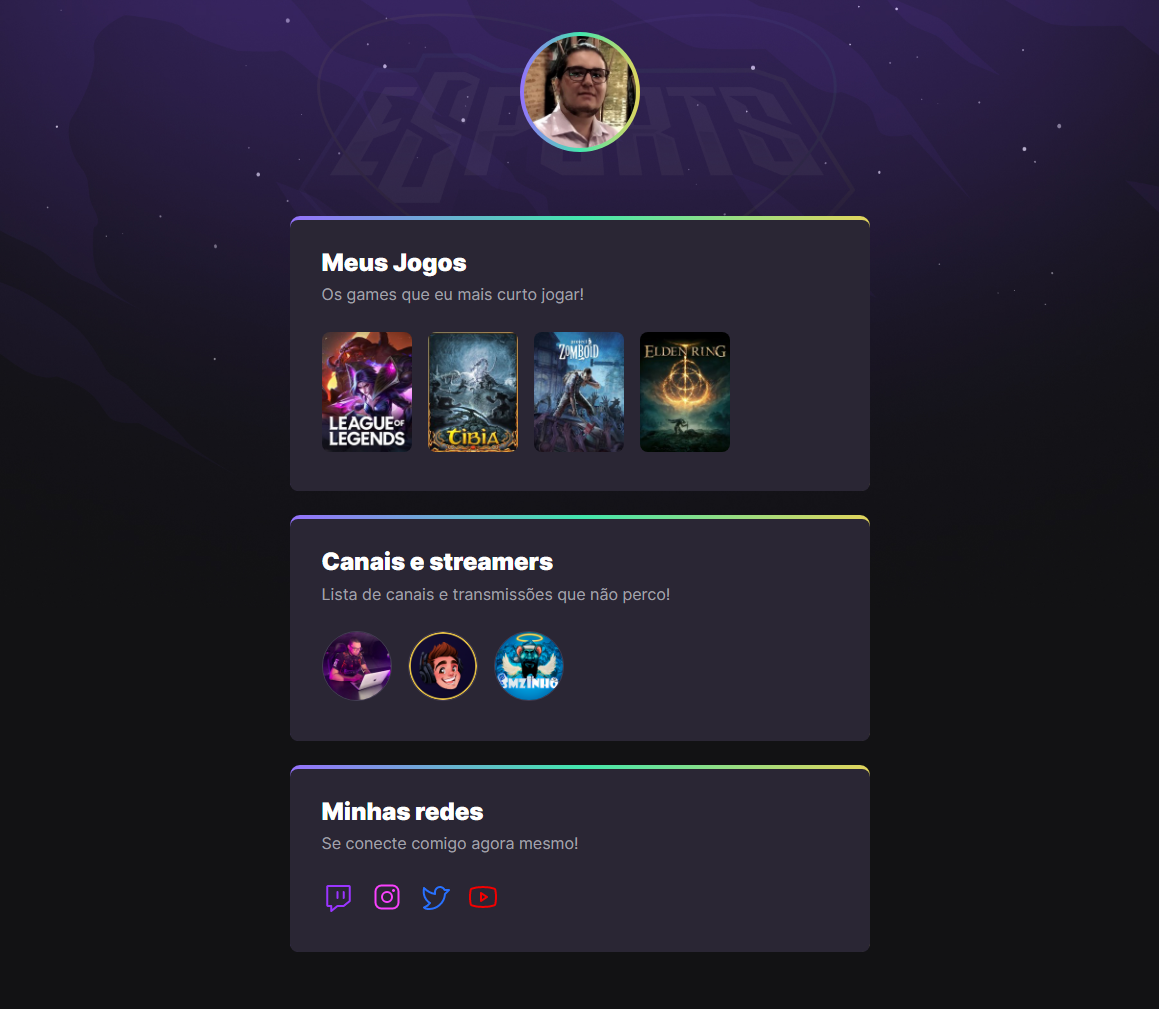 ESPORTS
Meus Jogos
Os games que eu mais curto jogar!
LEAGUE OF
LEGENDS
TIBIA
PROJECT
ZOMBOID
ELDEN RING
Canais e streamers
Lista de canais e transmissões que não perco!
SMZINHO
Minhas redes
Se conecte comigo agora mesmo!